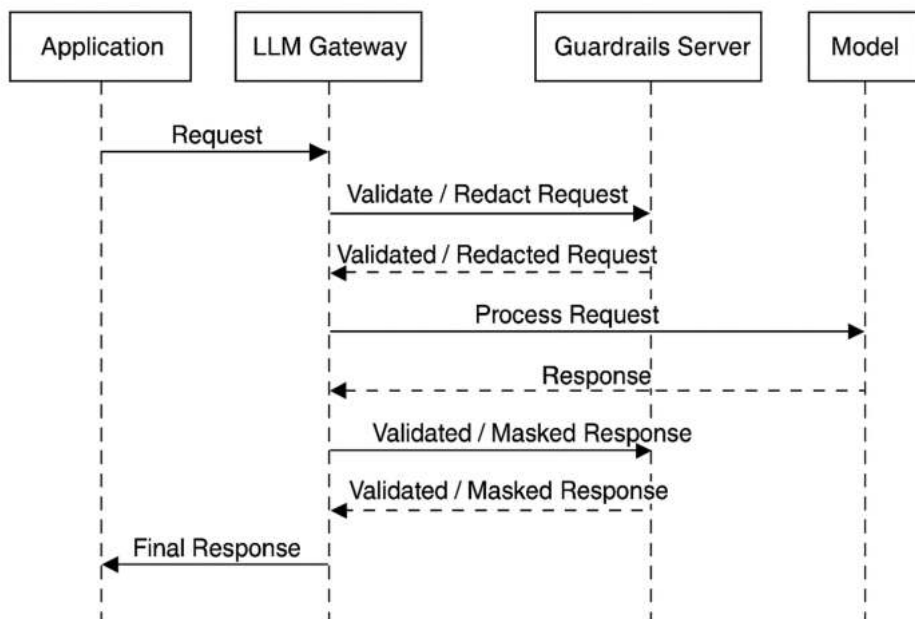 Application
LLM Gateway
Guardrails Server
Model
Request
Validate / Redact Request
Validated / Redacted Request
Process Request
Response
Validated / Masked Response
Validated / Masked Response
Final Response